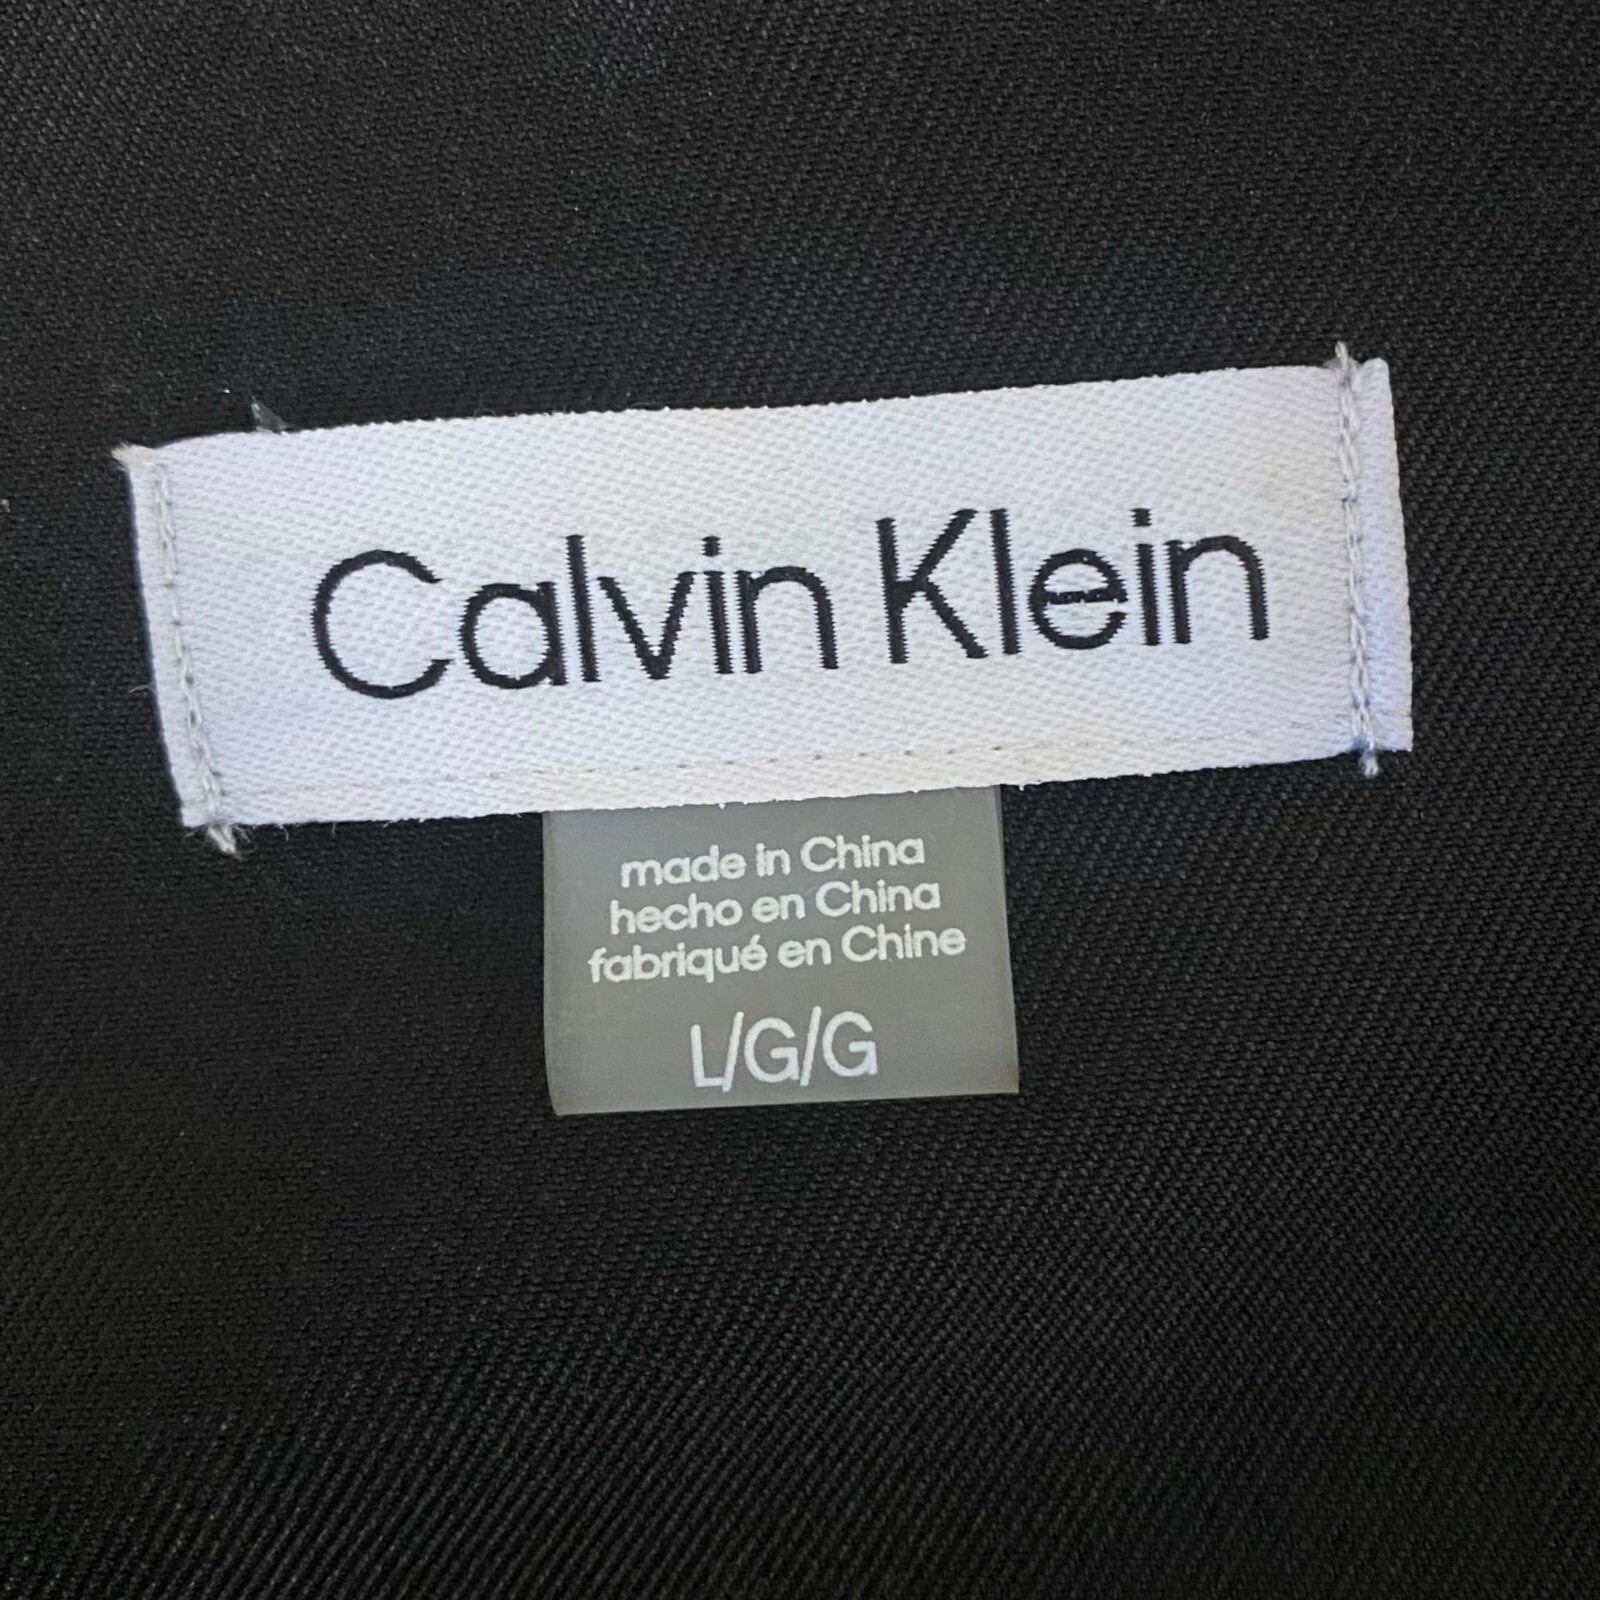 Calvin Klein
made in China
hecho en China
fabriqué en Chine
L/G/G